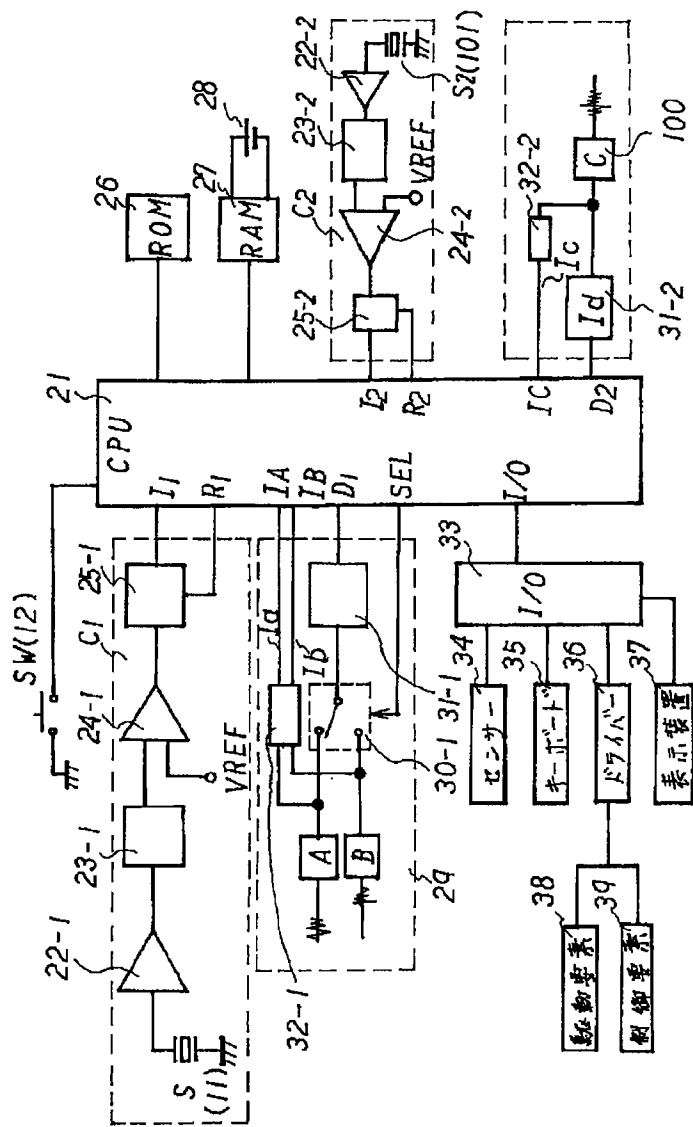 SW(12)
21
CPU
26
ROM
27
RAM
28
C1
22-1
23-1
24-1
25-1
VREF
S
(11)
I1
R1
IA
IB
D1
SEL
I/O
I2
R2
IC
D2
Ia
Ib
32-1
31-1
30-1
29
A
B
C2
22-2
23-2
24-2
25-2
VREF
S2(101)
32-2
Ic
Id
31-2
C
100
33
I/O
34
センサー
35
キーボード
36
ドライバー
37
表示装置
38
駆動要素
39
制御要素